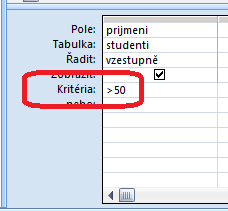 Pole: prijmeni
Tabulka: studenti
Řadit: vzestupně
Zobrazit:
Kritéria: >50
nebo: